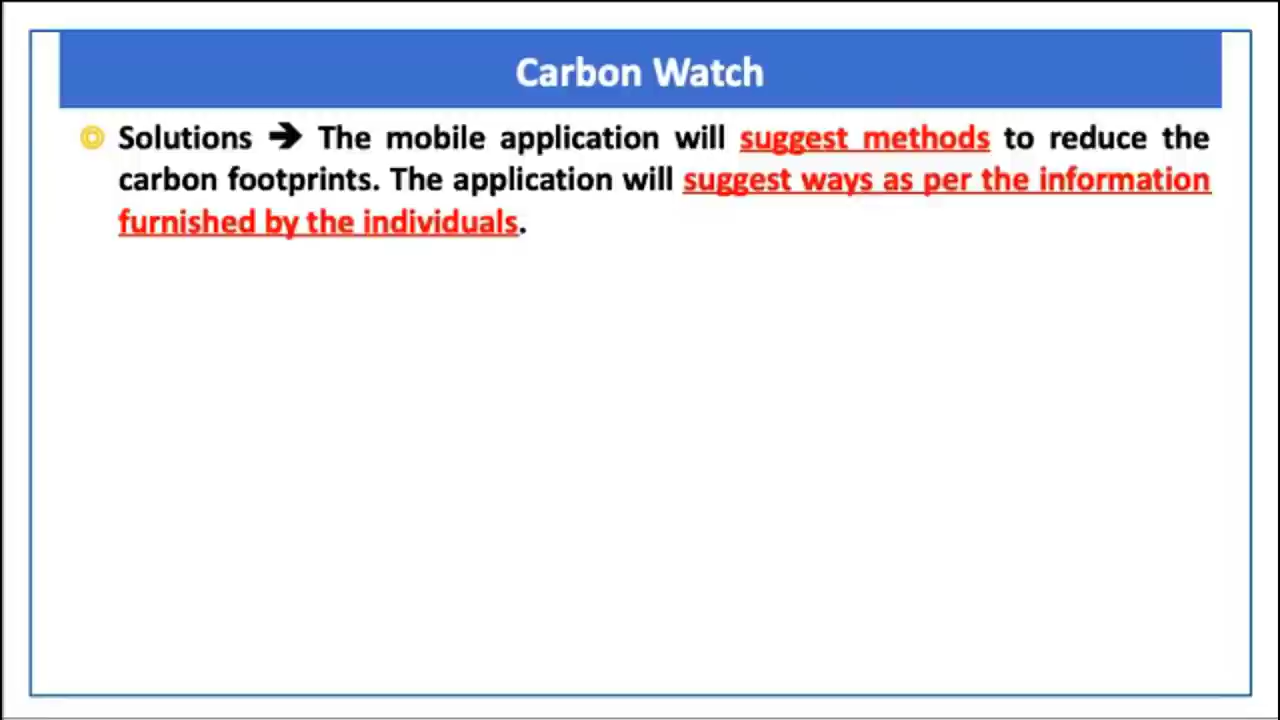 Carbon Watch
Solutions ➔ The mobile application will suggest methods to reduce the
carbon footprints. The application will suggest ways as per the information
furnished by the individuals.